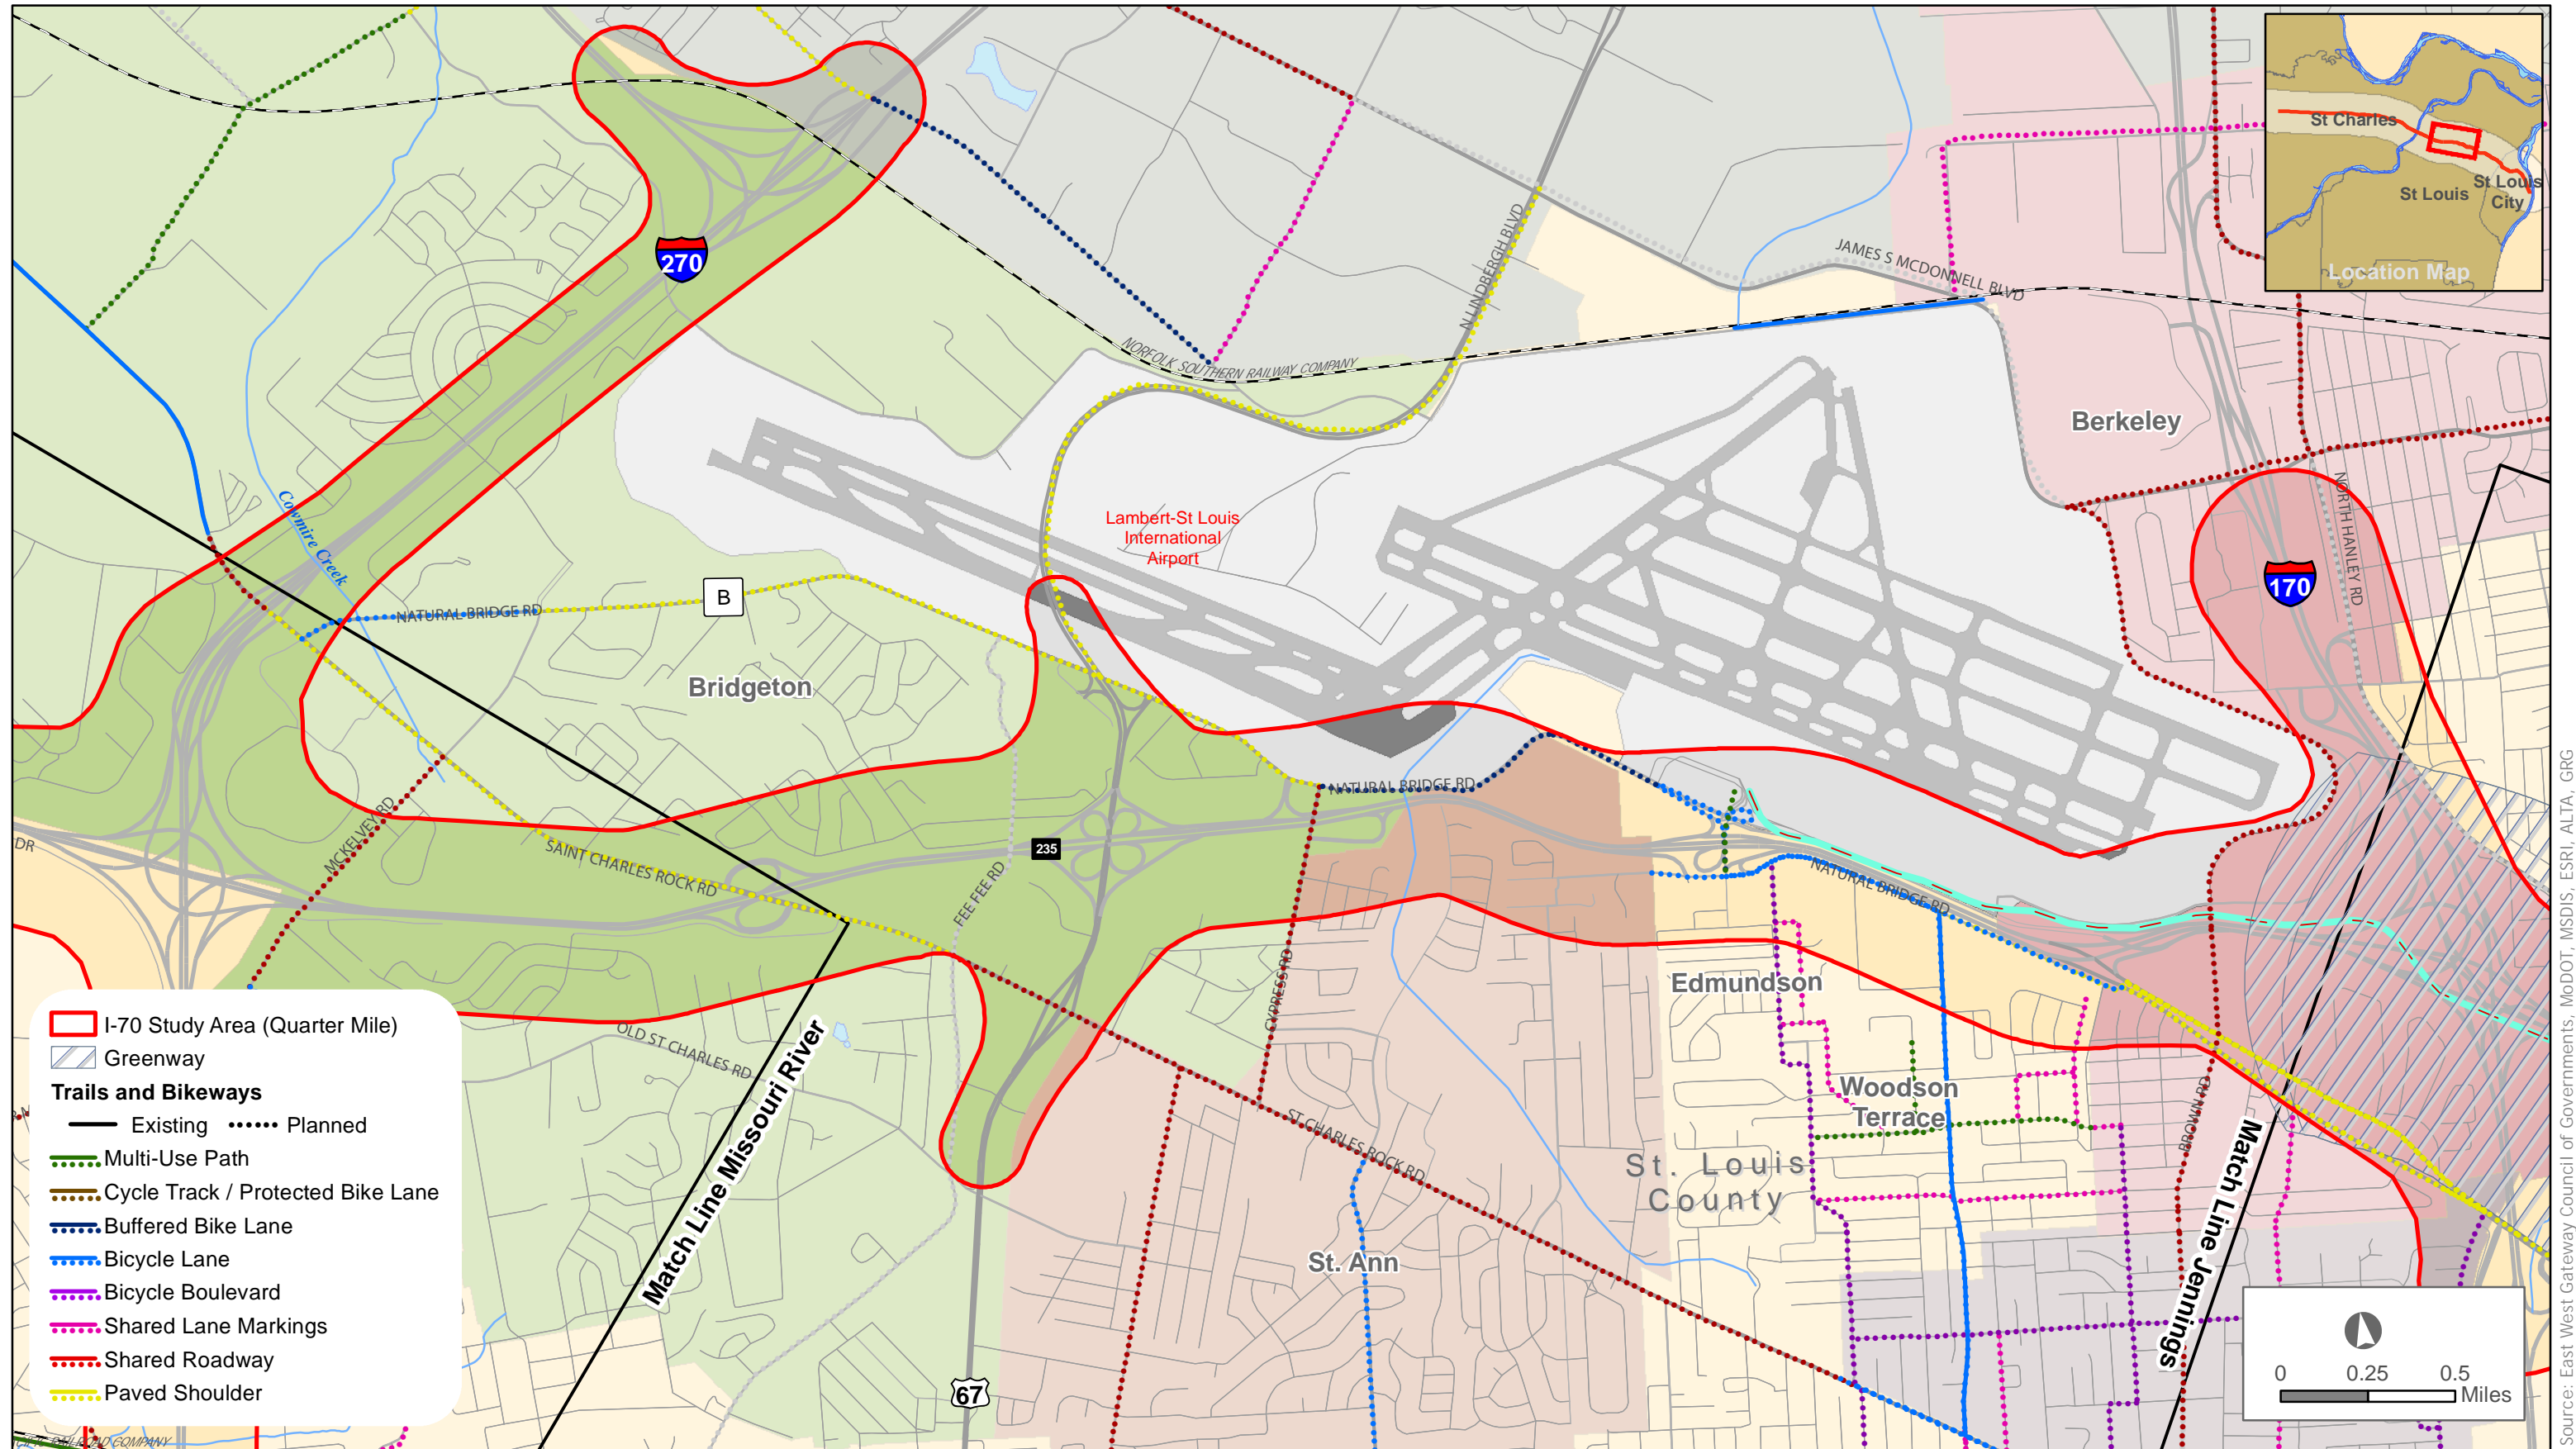 270
St Charles
St Louis
St Louis
City
Location Map
N LINDBERGH BLVD
JAMES S MCDONNELL BLVD
NORFOLK SOUTHERN RAILWAY COMPANY
Berkeley
NORTH HANLEY RD
170
Cowmire Creek
Lambert-St Louis
International
Airport
NATURAL BRIDGE RD
B
Bridgeton
NATURAL BRIDGE RD
MCKELVEY RD
DR
SAINT CHARLES ROCK RD
235
FEE FEE RD
NATURAL BRIDGE RD
CYPRESS RD
Edmundson
OLD ST CHARLES RD
Woodson
Terrace
ST CHARLES ROCK RD
BROWN RD
St. Louis
County
St. Ann
Match Line Missouri River
Match Line Jennings
67
I-70 Study Area (Quarter Mile)
Greenway
Trails and Bikeways
Existing Planned
Multi-Use Path
Cycle Track / Protected Bike Lane
Buffered Bike Lane
Bicycle Lane
Bicycle Boulevard
Shared Lane Markings
Shared Roadway
Paved Shoulder
RAILROAD COMPANY
0 0.25 0.5
Miles
Source: East West Gateway Council of Governments, MoDOT, MSDIS, ESRI, ALTA, GRG